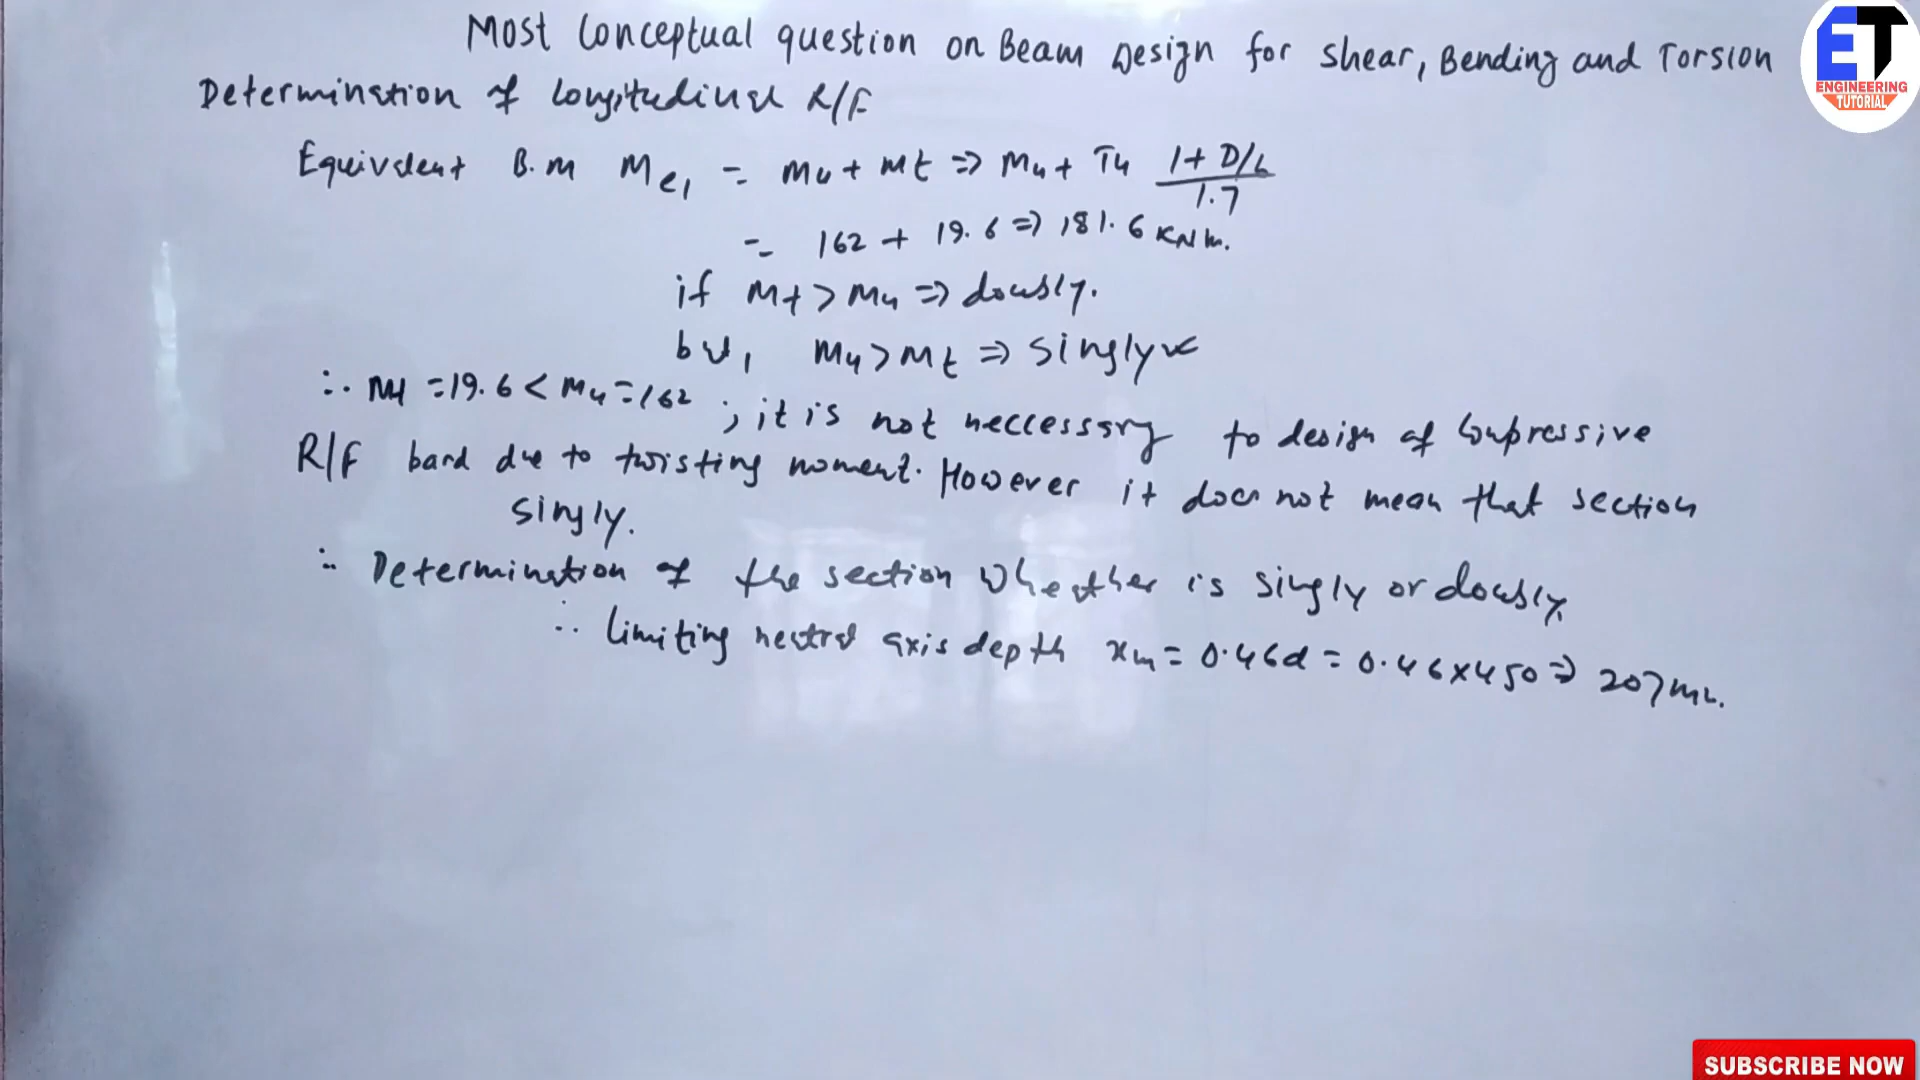 Most Conceptual question on Beam Design for Shear, Bending and Torsion
Determination of longitudinal R/F
Equivalent B.M Me1 = Mu + Mt => Mu + Tu (1 + D/b)/1.7
= 162 + 19.6 => 181.6 KNm.
if Mt > Mu => doubly.
but, Mu > Mt => singly
∴ Mt = 19.6 < Mu = 162 ; it is not neccessary to design of Compressive
R/F bard due to twisting moment. However it does not mean that section
singly.
∴ Determination of the section whether is singly or doubly.
∴ limiting neutral axis depth xm = 0.46d = 0.46x450 => 207mm.
ET
ENGINEERING
TUTORIAL
SUBSCRIBE NOW